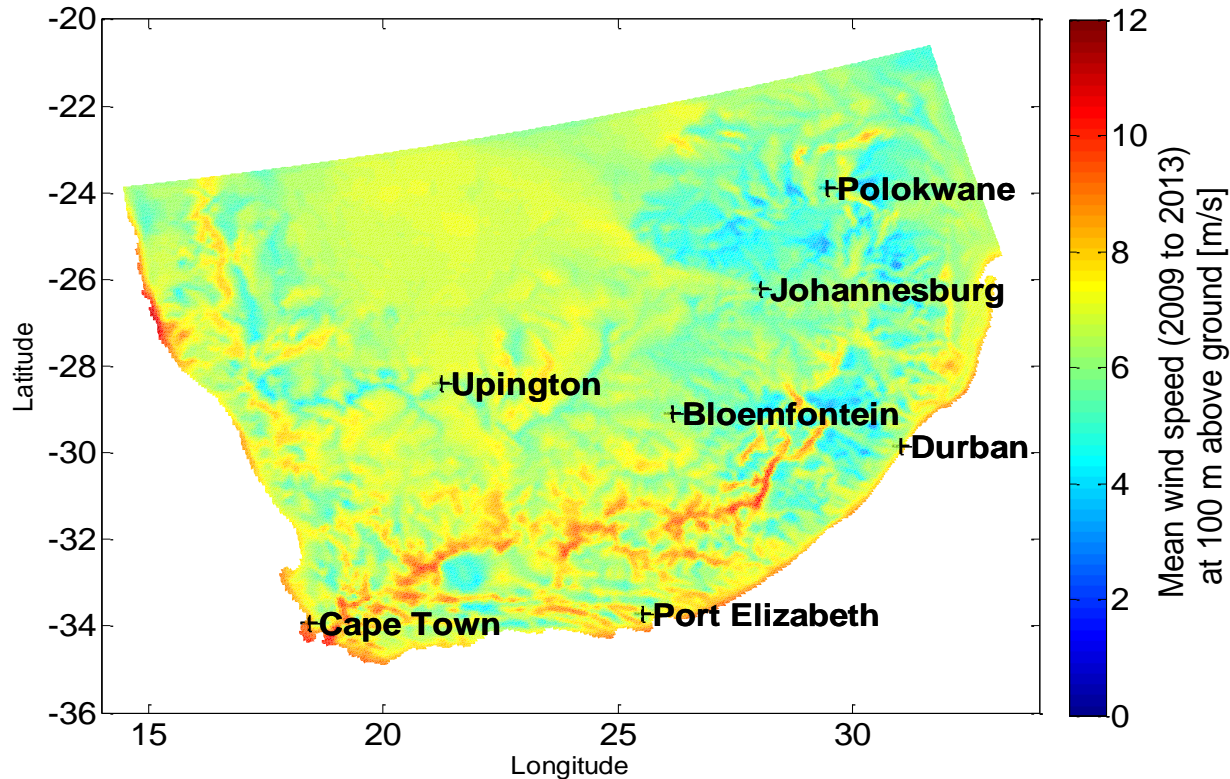 -20
-22
-24
-26
-28
-30
-32
-34
-36
Latitude
15
20
25
30
Longitude
Polokwane
Johannesburg
Upington
Bloemfontein
Durban
Port Elizabeth
Cape Town
12
10
8
6
4
2
0
Mean wind speed (2009 to 2013)
at 100 m above ground [m/s]